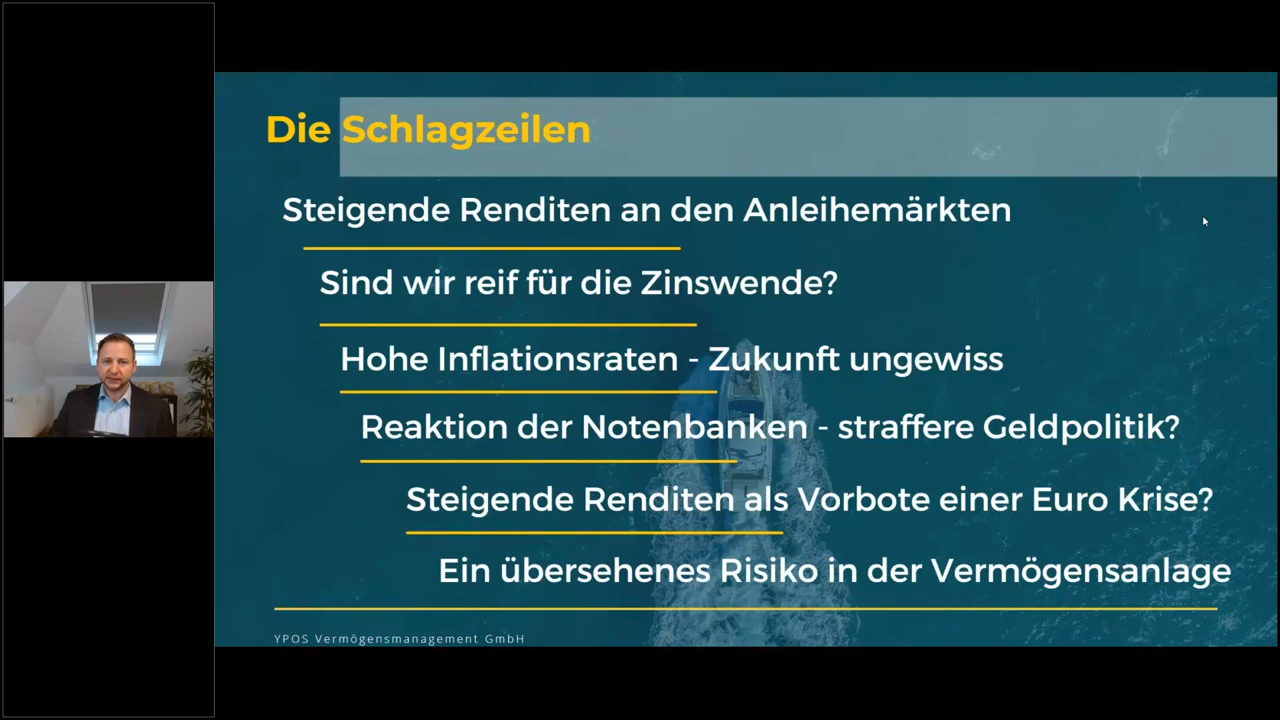 Die Schlagzeilen
Steigende Renditen an den Anleihemärkten
Sind wir reif für die Zinswende?
Hohe Inflationsraten - Zukunft ungewiss
Reaktion der Notenbanken - straffere Geldpolitik?
Steigende Renditen als Vorbote einer Euro Krise?
Ein übersehenes Risiko in der Vermögensanlage
YPOS Vermögensmanagement GmbH